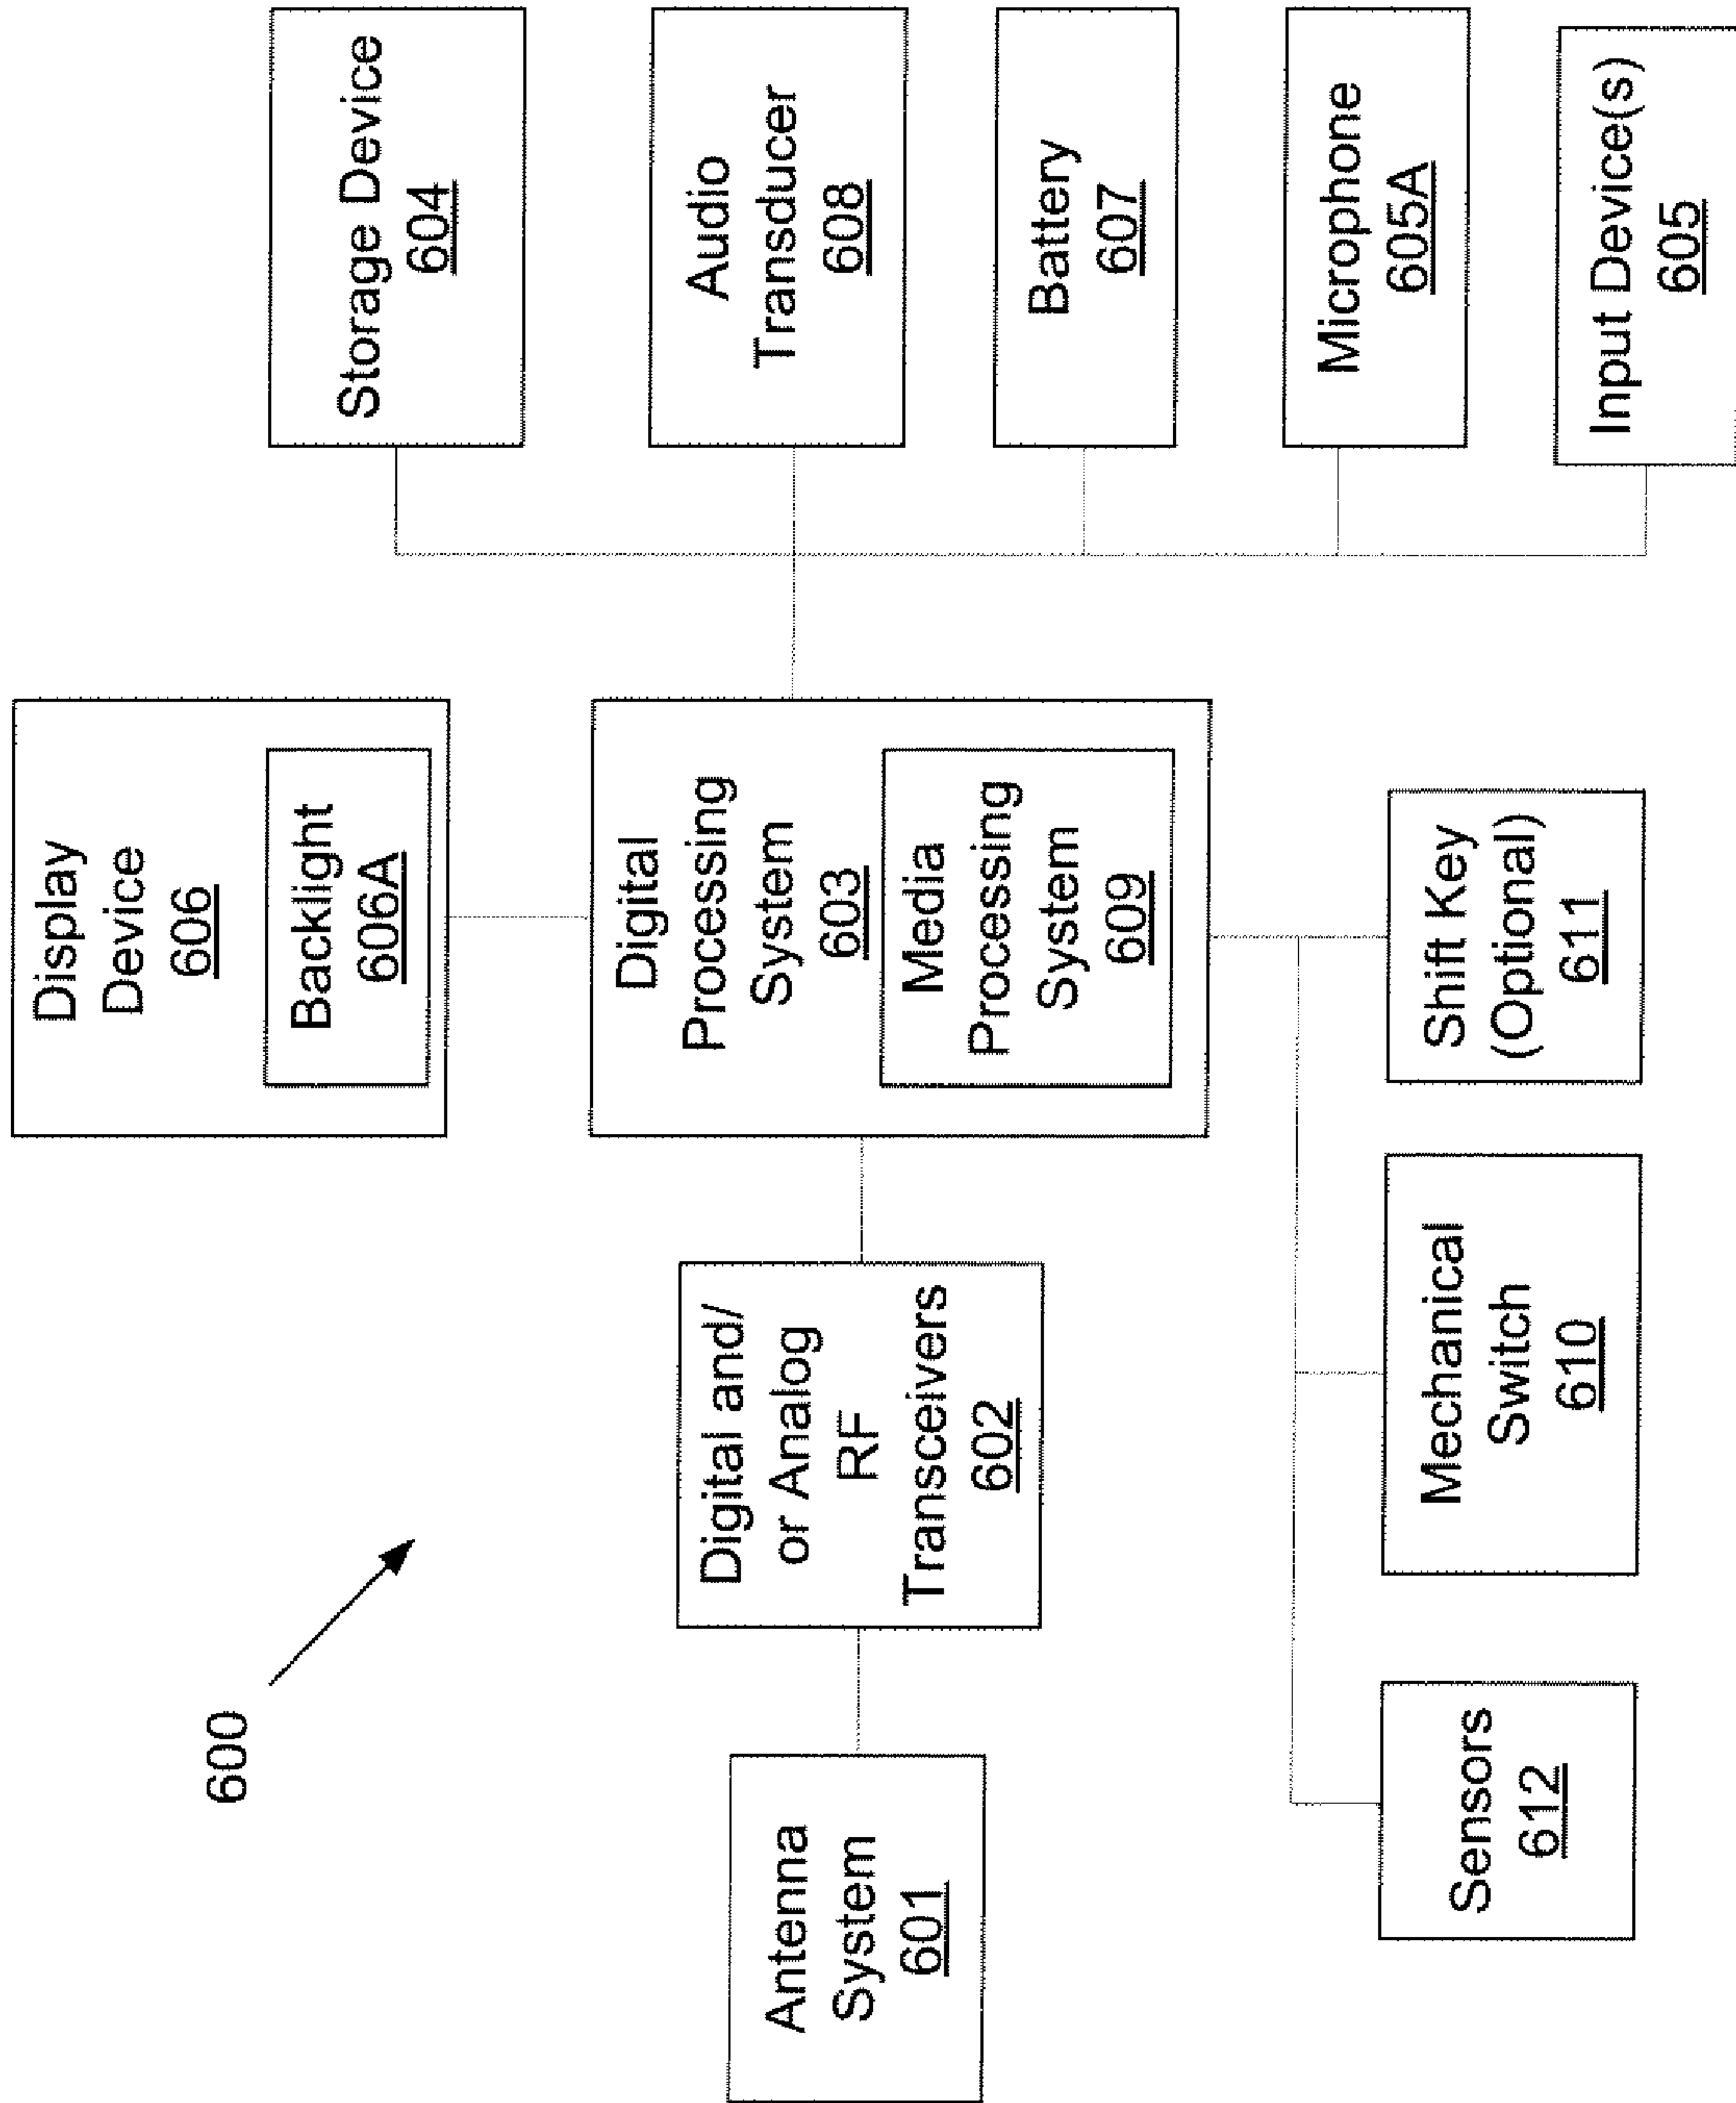 600
Display
Device
606
Backlight
606A
Storage Device
604
Audio
Transducer
608
Battery
607
Microphone
605A
Input Device(s)
605
Digital
Processing
System
603
Media
Processing
System
609
Digital and/
or Analog
RF
Transceivers
602
Antenna
System
601
Sensors
612
Mechanical
Switch
610
Shift Key
(Optional)
611